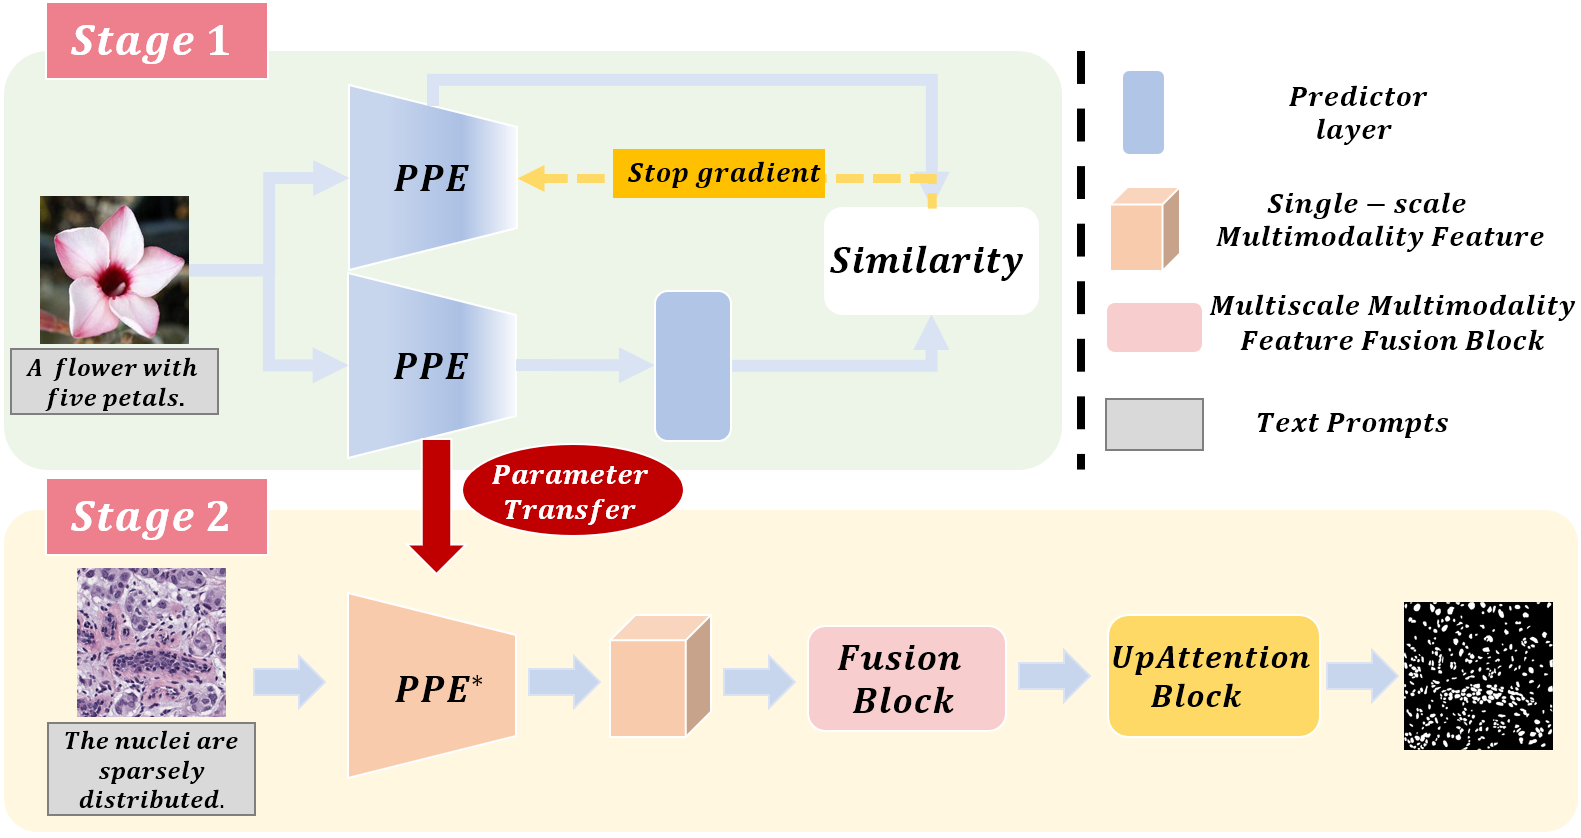 Stage 1
PPE
Stop gradient
Similarity
A flower with
five petals.
PPE
Parameter
Transfer
Predictor
layer
Single – scale
Multimodality Feature
Multiscale Multimodality
Feature Fusion Block
Text Prompts
Stage 2
The nuclei are
sparsely
distributed.
PPE*
Fusion
Block
UpAttention
Block